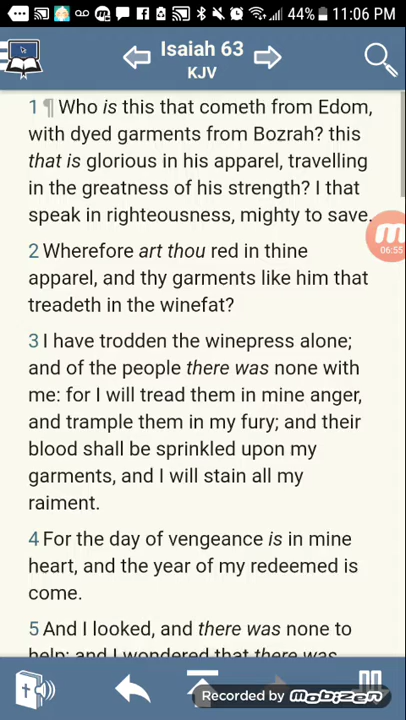 44% 11:06 PM
Isaiah 63
KJV
1 ¶ Who is this that cometh from Edom,
with dyed garments from Bozrah? this
that is glorious in his apparel, travelling
in the greatness of his strength? I that
speak in righteousness, mighty to save.
06:55
2 Wherefore art thou red in thine
apparel, and thy garments like him that
treadeth in the winefat?
3 I have trodden the winepress alone;
and of the people there was none with
me: for I will tread them in mine anger,
and trample them in my fury; and their
blood shall be sprinkled upon my
garments, and I will stain all my
raiment.
4 For the day of vengeance is in mine
heart, and the year of my redeemed is
come.
5 And I looked, and there was none to
help; and I wondered that there was
Recorded by Mobizen